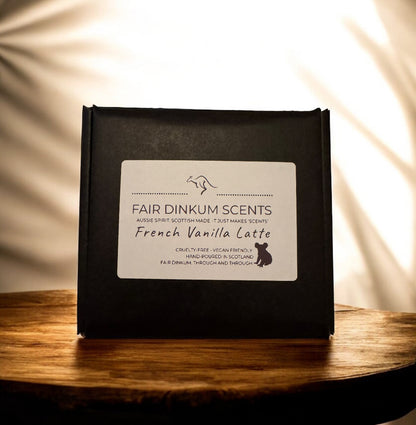 FAIR DINKUM SCENTS
AUSSIE SPIRIT, SCOTTISH MADE. IT JUST MAKES 'SCENTS'
French Vanilla Latte
CRUELTY-FREE - VEGAN FRIENDLY
HAND-POURED IN SCOTLAND
FAIR DINKUM, THROUGH AND THROUGH